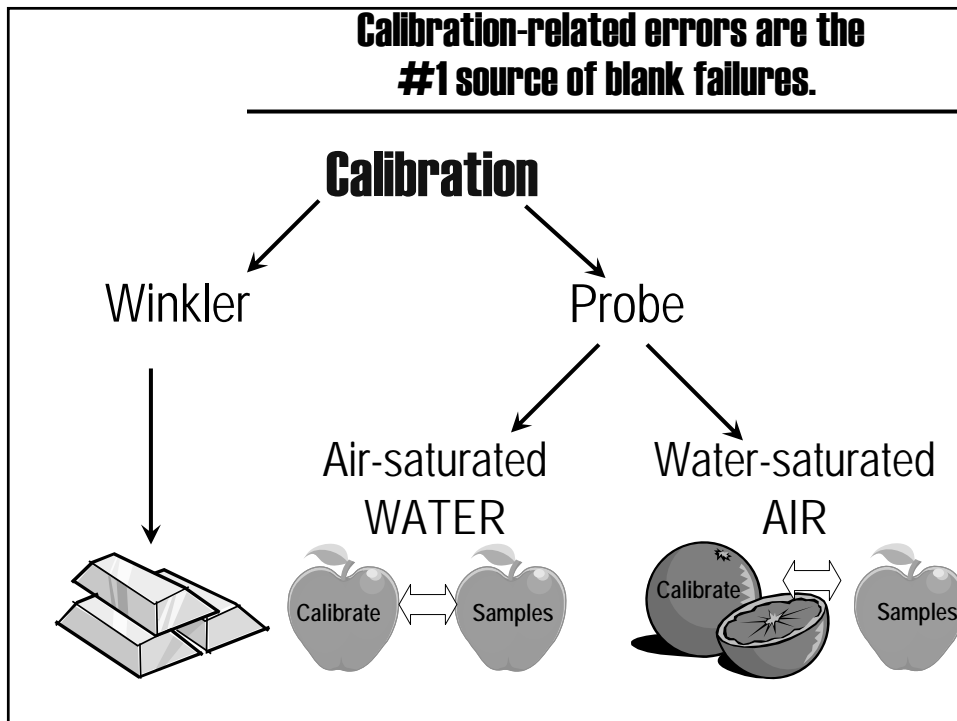 Calibration-related errors are the
#1 source of blank failures.
Calibration
Winkler
Probe
Air-saturated
WATER
Water-saturated
AIR
Calibrate
Samples
Calibrate
Samples